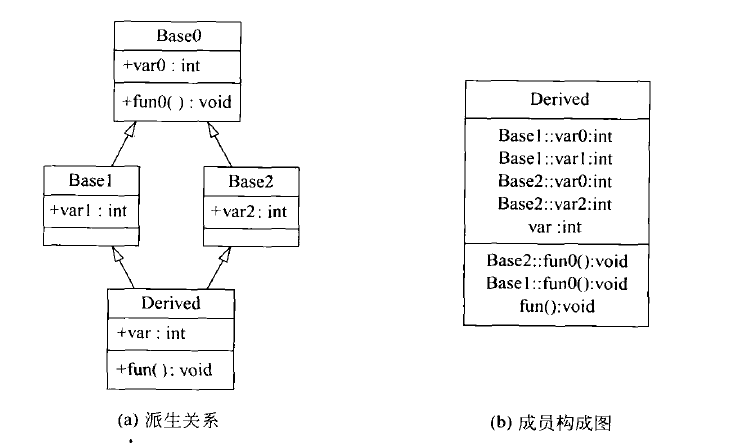 Base0
+var0 : int
+fun0( ) : void
Base1
+var1 : int
Base2
+var2 : int
Derived
+var : int
+fun( ) : void
(a) 派生关系
Derived
Base1::var0:int
Base1::var1:int
Base2::var0:int
Base2::var2:int
var :int
Base2::fun0():void
Base1::fun0():void
fun():void
(b) 成员构成图